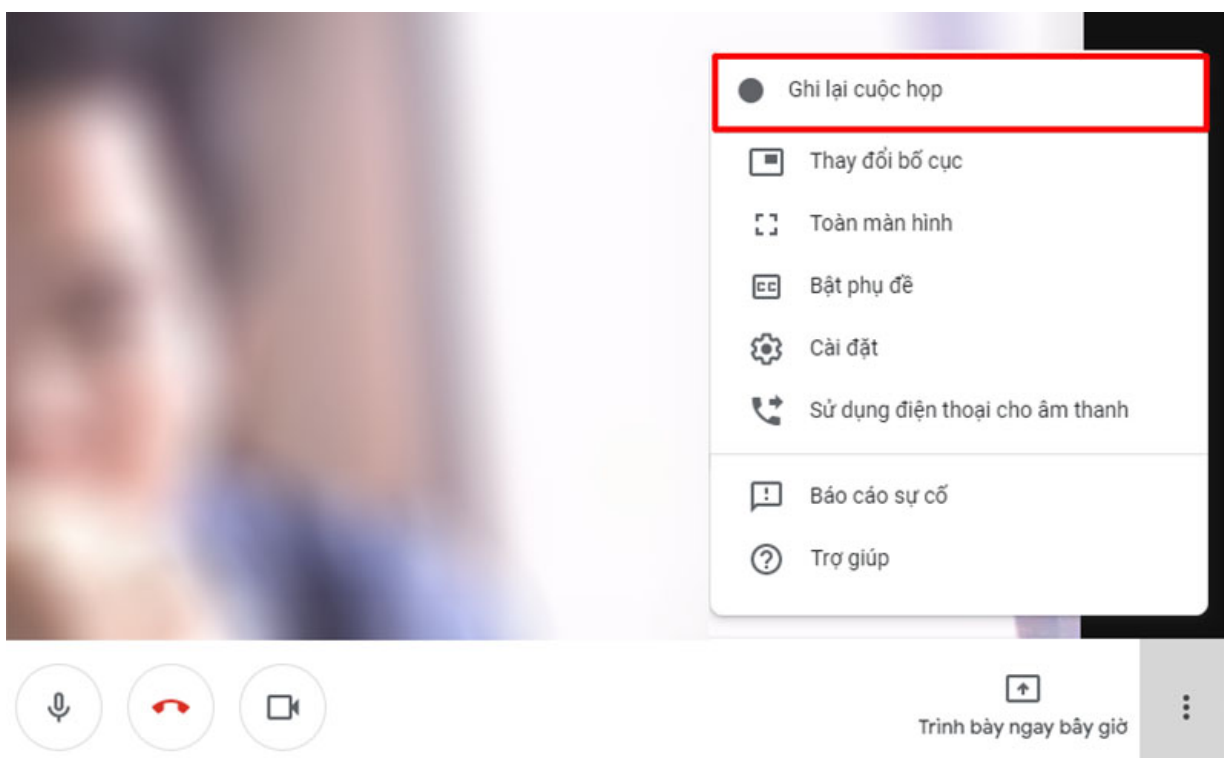 Ghi lại cuộc họp
Thay đổi bố cục
Toàn màn hình
CC Bật phụ đề
Cài đặt
Sử dụng điện thoại cho âm thanh
Báo cáo sự cố
Trợ giúp
Trình bày ngay bây giờ